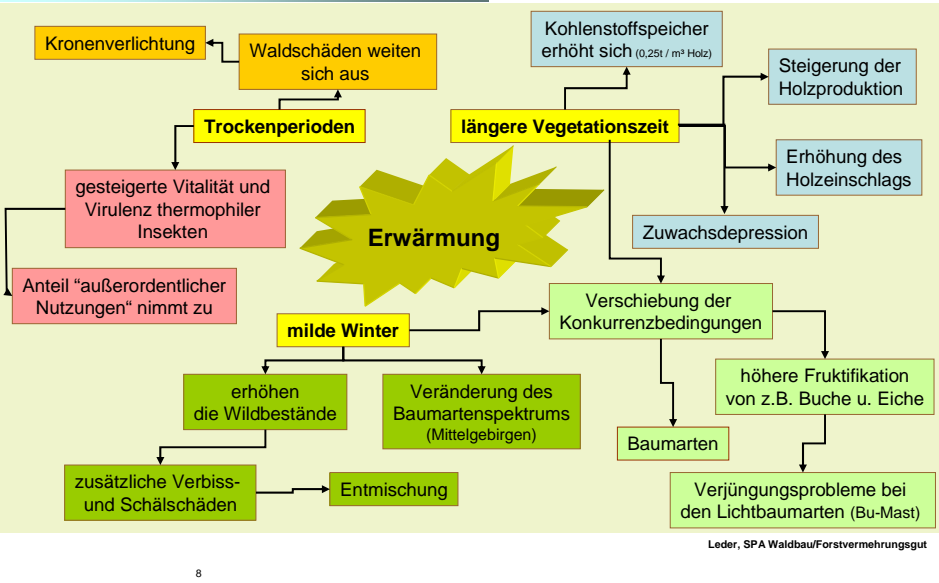 Kronenverlichtung
Waldschäden weiten
sich aus
Kohlenstoffspeicher
erhöht sich (0,25t / m³ Holz)
Steigerung der
Holzproduktion
Trockenperioden
längere Vegetationszeit
gesteigerte Vitalität und
Virulenz thermophiler
Insekten
Erhöhung des
Holzeinschlags
Erwärmung
Zuwachsdepression
Anteil "außerordentlicher
Nutzungen" nimmt zu
Verschiebung der
Konkurrenzbedingungen
milde Winter
erhöhen
die Wildbestände
Veränderung des
Baumartenspektrums
(Mittelgebirgen)
höhere Fruktifikation
von z.B. Buche u. Eiche
Baumarten
zusätzliche Verbiss-
und Schälschäden
Entmischung
Verjüngungsprobleme bei
den Lichtbaumarten (Bu-Mast)
Leder, SPA Waldbau/Forstvermehrungsgut
8